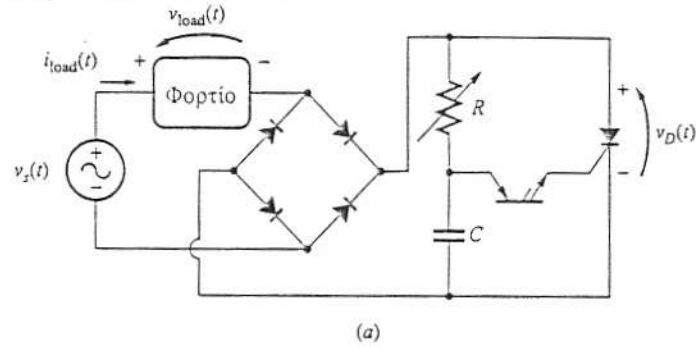 v_load(t)
i_load(t)
+ −
Φορτίο
+
R
v_D(t)
v_s(t)
+
−
−
C
(a)